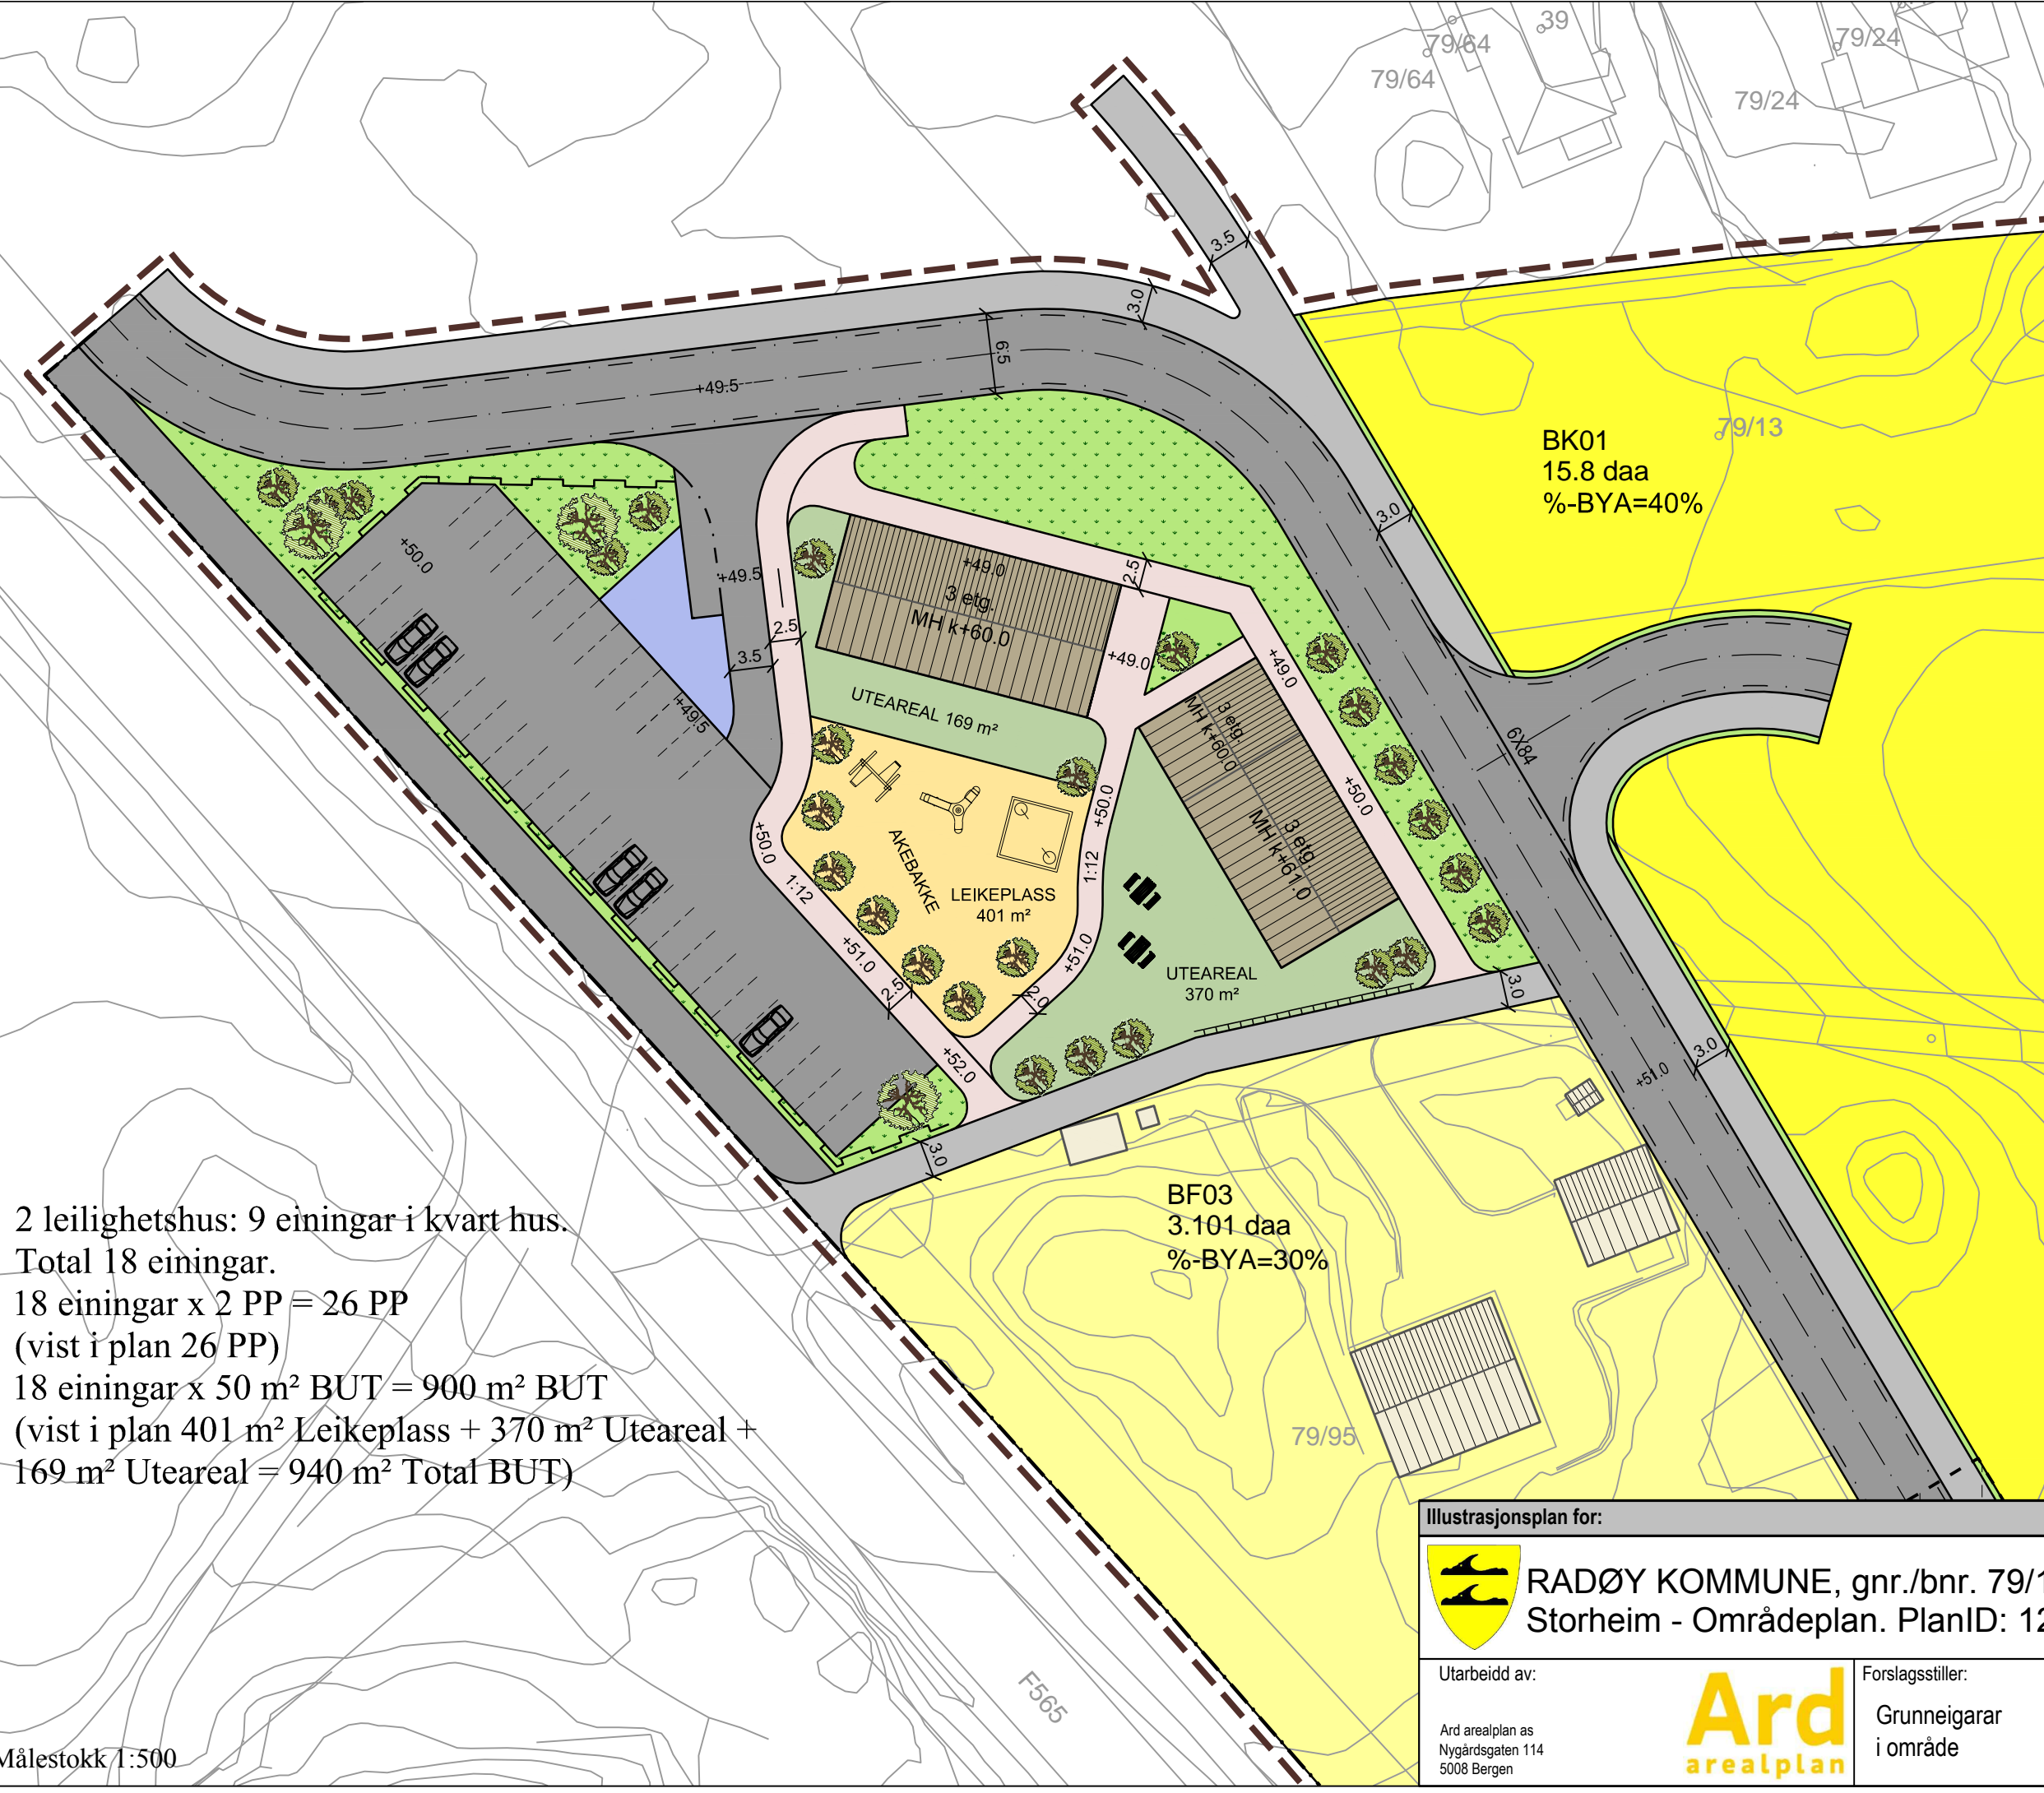 39
79/64
79/64
79/24
79/24
3.5
3.0
6.5
+49.5
79/13
BK01
15.8 daa
%-BYA=40%
3.0
+50.0
+49.5
+49.0
3 etg.
MH k+60.0
2.5
2.5
3.5
+49.0
+49.0
+49.5
UTEAREAL 169 m²
3 etg.
MH k+60.0
6X84
+50.0
+50.0
+50.0
3 etg.
MH k+61.0
AKEBAKKE
1:12
1:12
LEIKEPLASS
401 m²
+51.0
+51.0
2.5
2.0
UTEAREAL
370 m²
3.0
+52.0
3.0
+51.0
3.0
BF03
3.101 daa
%-BYA=30%
79/95
2 leilighetshus: 9 einingar i kvart hus.
Total 18 einingar.
18 einingar x 2 PP = 26 PP
(vist i plan 26 PP)
18 einingar x 50 m² BUT = 900 m² BUT
(vist i plan 401 m² Leikeplass + 370 m² Uteareal +
169 m² Uteareal = 940 m² Total BUT)
F565
Målestokk 1:500
Illustrasjonsplan for:
RADØY KOMMUNE, gnr./bnr. 79/1
Storheim - Områdeplan. PlanID: 12
Utarbeidd av:
Ard arealplan as
Nygårdsgaten 114
5008 Bergen
Ard
arealplan
Forslagsstiller:
Grunneigarar
i område